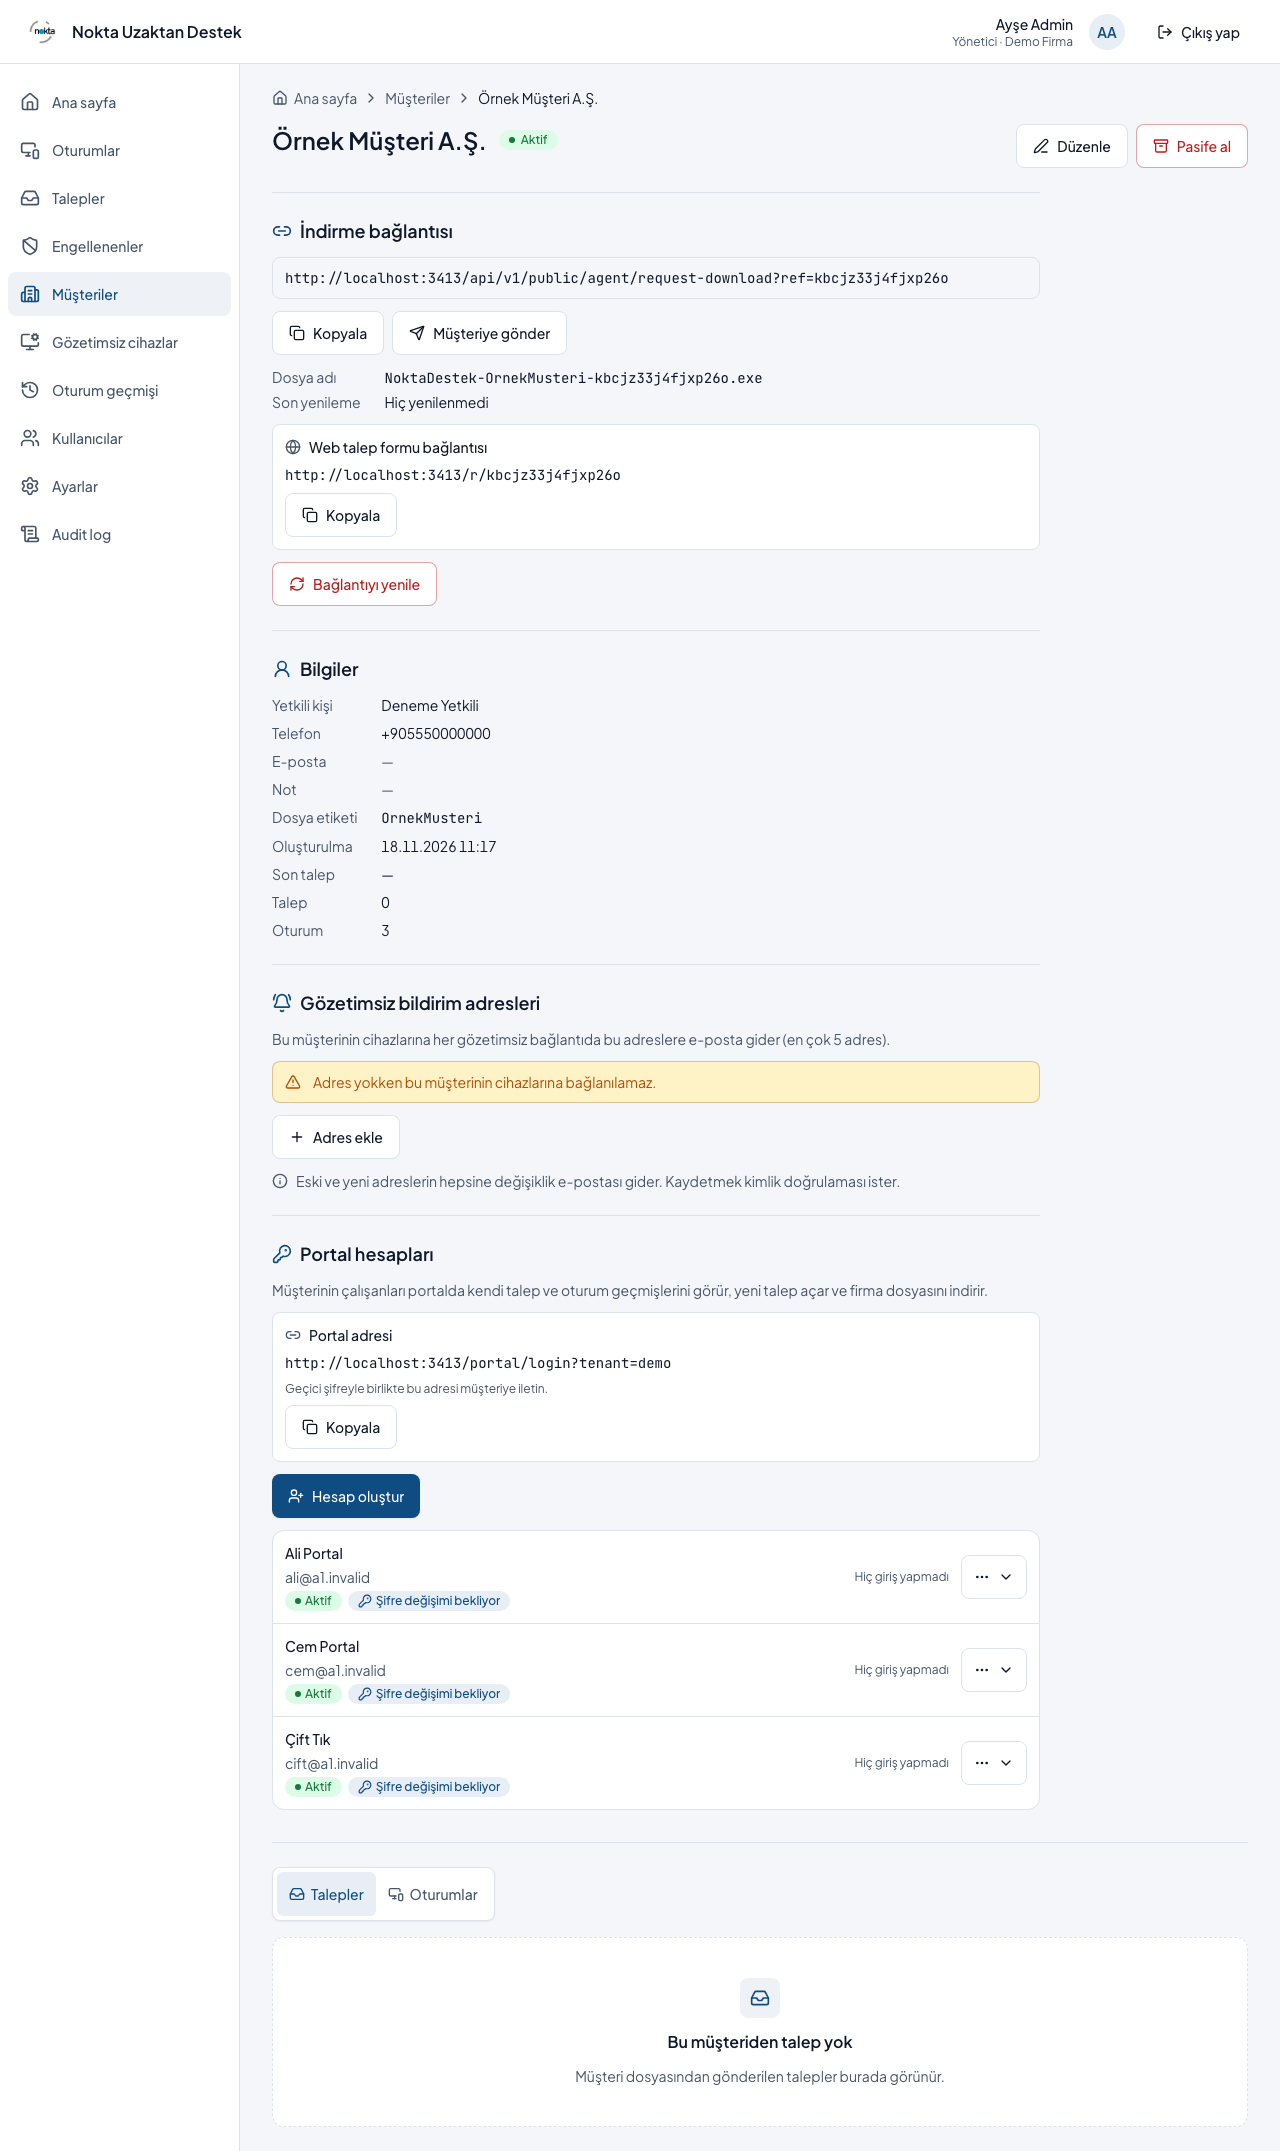 nokta
Nokta Uzaktan Destek
Ayşe Admin
Yönetici · Demo Firma
AA
Çıkış yap
Ana sayfa
Oturumlar
Talepler
Engellenenler
Müşteriler
Gözetimsiz cihazlar
Oturum geçmişi
Kullanıcılar
Ayarlar
Audit log
Ana sayfa > Müşteriler > Örnek Müşteri A.Ş.
Örnek Müşteri A.Ş.
Aktif
Düzenle
Pasife al
İndirme bağlantısı
http://localhost:3413/api/v1/public/agent/request-download?ref=kbcjz33j4fjxp26o
Kopyala
Müşteriye gönder
Dosya adı NoktaDestek-OrnekMusteri-kbcjz33j4fjxp26o.exe
Son yenileme Hiç yenilenmedi
Web talep formu bağlantısı
http://localhost:3413/r/kbcjz33j4fjxp26o
Kopyala
Bağlantıyı yenile
Bilgiler
Yetkili kişi Deneme Yetkili
Telefon +905550000000
E-posta —
Not —
Dosya etiketi OrnekMusteri
Oluşturulma 18.11.2026 11:17
Son talep —
Talep 0
Oturum 3
Gözetimsiz bildirim adresleri
Bu müşterinin cihazlarına her gözetimsiz bağlantıda bu adreslere e-posta gider (en çok 5 adres).
Adres yokken bu müşterinin cihazlarına bağlanılamaz.
Adres ekle
Eski ve yeni adreslerin hepsine değişiklik e-postası gider. Kaydetmek kimlik doğrulaması ister.
Portal hesapları
Müşterinin çalışanları portalda kendi talep ve oturum geçmişlerini görür, yeni talep açar ve firma dosyasını indirir.
Portal adresi
http://localhost:3413/portal/login?tenant=demo
Geçici şifreyle birlikte bu adresi müşteriye iletin.
Kopyala
Hesap oluştur
Ali Portal
ali@a1.invalid
Aktif
Şifre değişimi bekliyor
Hiç giriş yapmadı
Cem Portal
cem@a1.invalid
Aktif
Şifre değişimi bekliyor
Hiç giriş yapmadı
Çift Tık
cift@a1.invalid
Aktif
Şifre değişimi bekliyor
Hiç giriş yapmadı
Talepler
Oturumlar
Bu müşteriden talep yok
Müşteri dosyasından gönderilen talepler burada görünür.